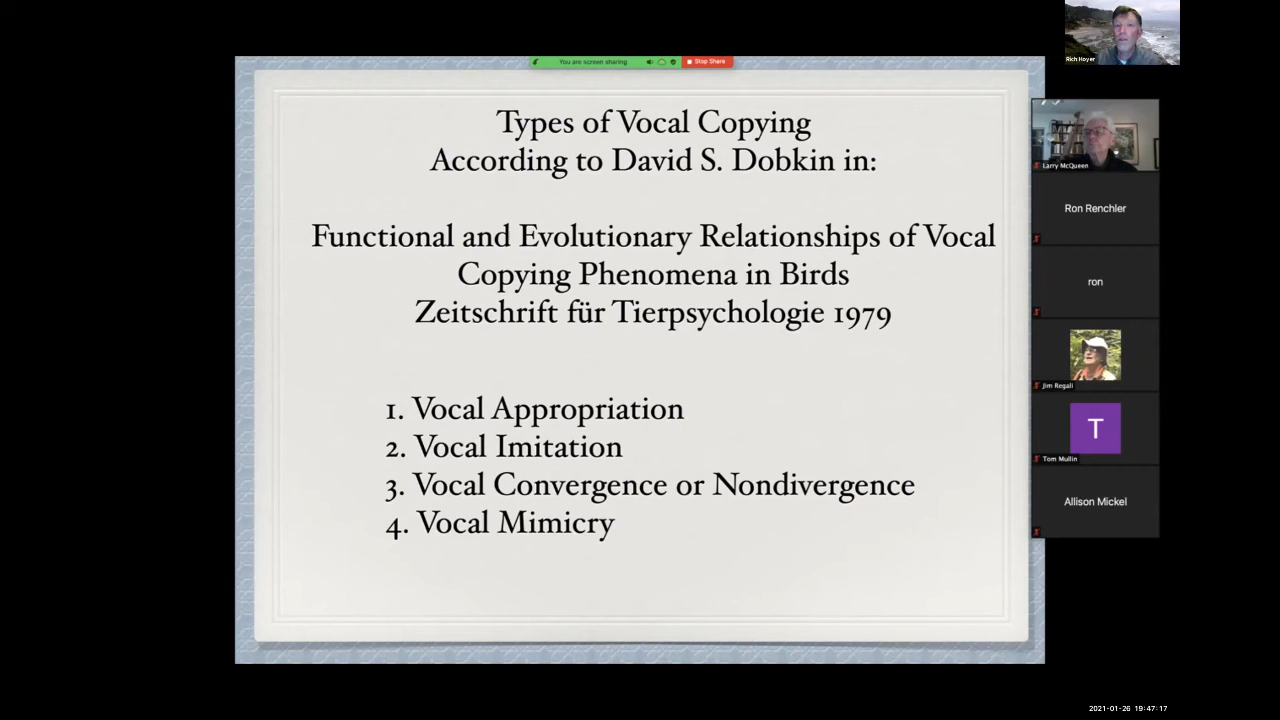 Rich Hoyer
You are screen sharing
Stop Share
Types of Vocal Copying
According to David S. Dobkin in:
Functional and Evolutionary Relationships of Vocal
Copying Phenomena in Birds
Zeitschrift für Tierpsychologie 1979
1. Vocal Appropriation
2. Vocal Imitation
3. Vocal Convergence or Nondivergence
4. Vocal Mimicry
Larry McQueen
Ron Renchler
ron
Jim Regali
T
Tom Mullin
Allison Mickel
2021-01-26 19:47:17